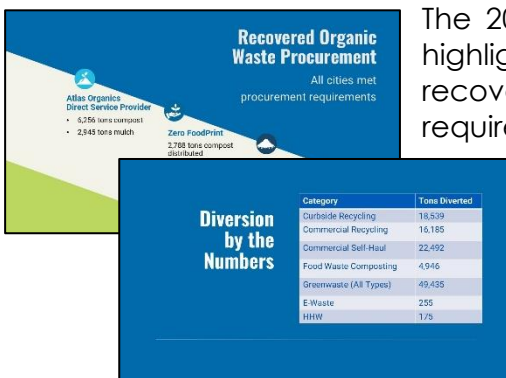 Recovered Organic
Waste Procurement
All cities met
procurement requirements
Atlas Organics
Direct Service Provider
• 6,256 tons compost
• 2,945 tons mulch
Zero FoodPrint
2,788 tons compost
distributed
The
highlig
recov
require
Diversion
by the
Numbers
Category Tons Diverted
Curbside Recycling 18,539
Commercial Recycling 16,185
Commercial Self-Haul 22,492
Food Waste Composting 4,946
Greenwaste (All Types) 49,435
E-Waste 255
HHW 175